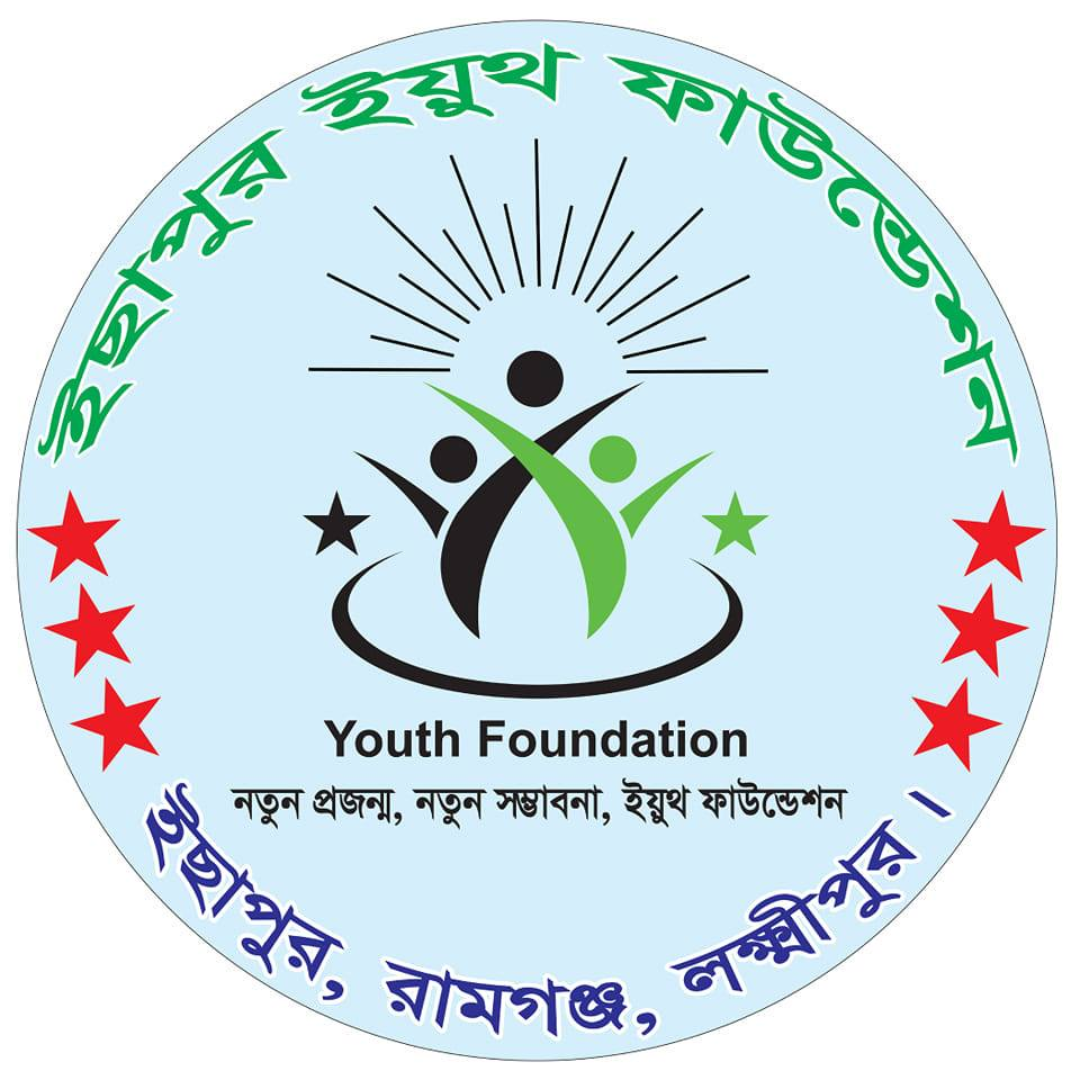 ইছাপুর ইয়ুথ ফাউন্ডেশন
Youth Foundation
নতুন প্রজন্ম, নতুন সম্ভাবনা, ইয়ুথ ফাউন্ডেশন
ইছাপুর, রামগঞ্জ, লক্ষ্মীপুর।